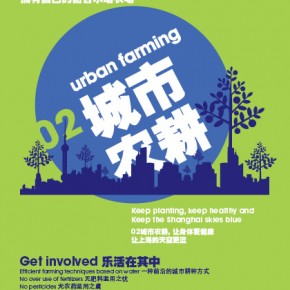 urban farming
02
城市
农耕
Keep planting, keep healthy and
Keep the Shanghai skies blue
02城市农耕, 让身体更健康
让上海的天空更蓝
Get involved 乐活在其中
Efficient farming techniques based on water 一种前沿的城市耕种方式
No over use of fertilizers 无肥料滥用之忧
No pesticides 无农药滥用之虞